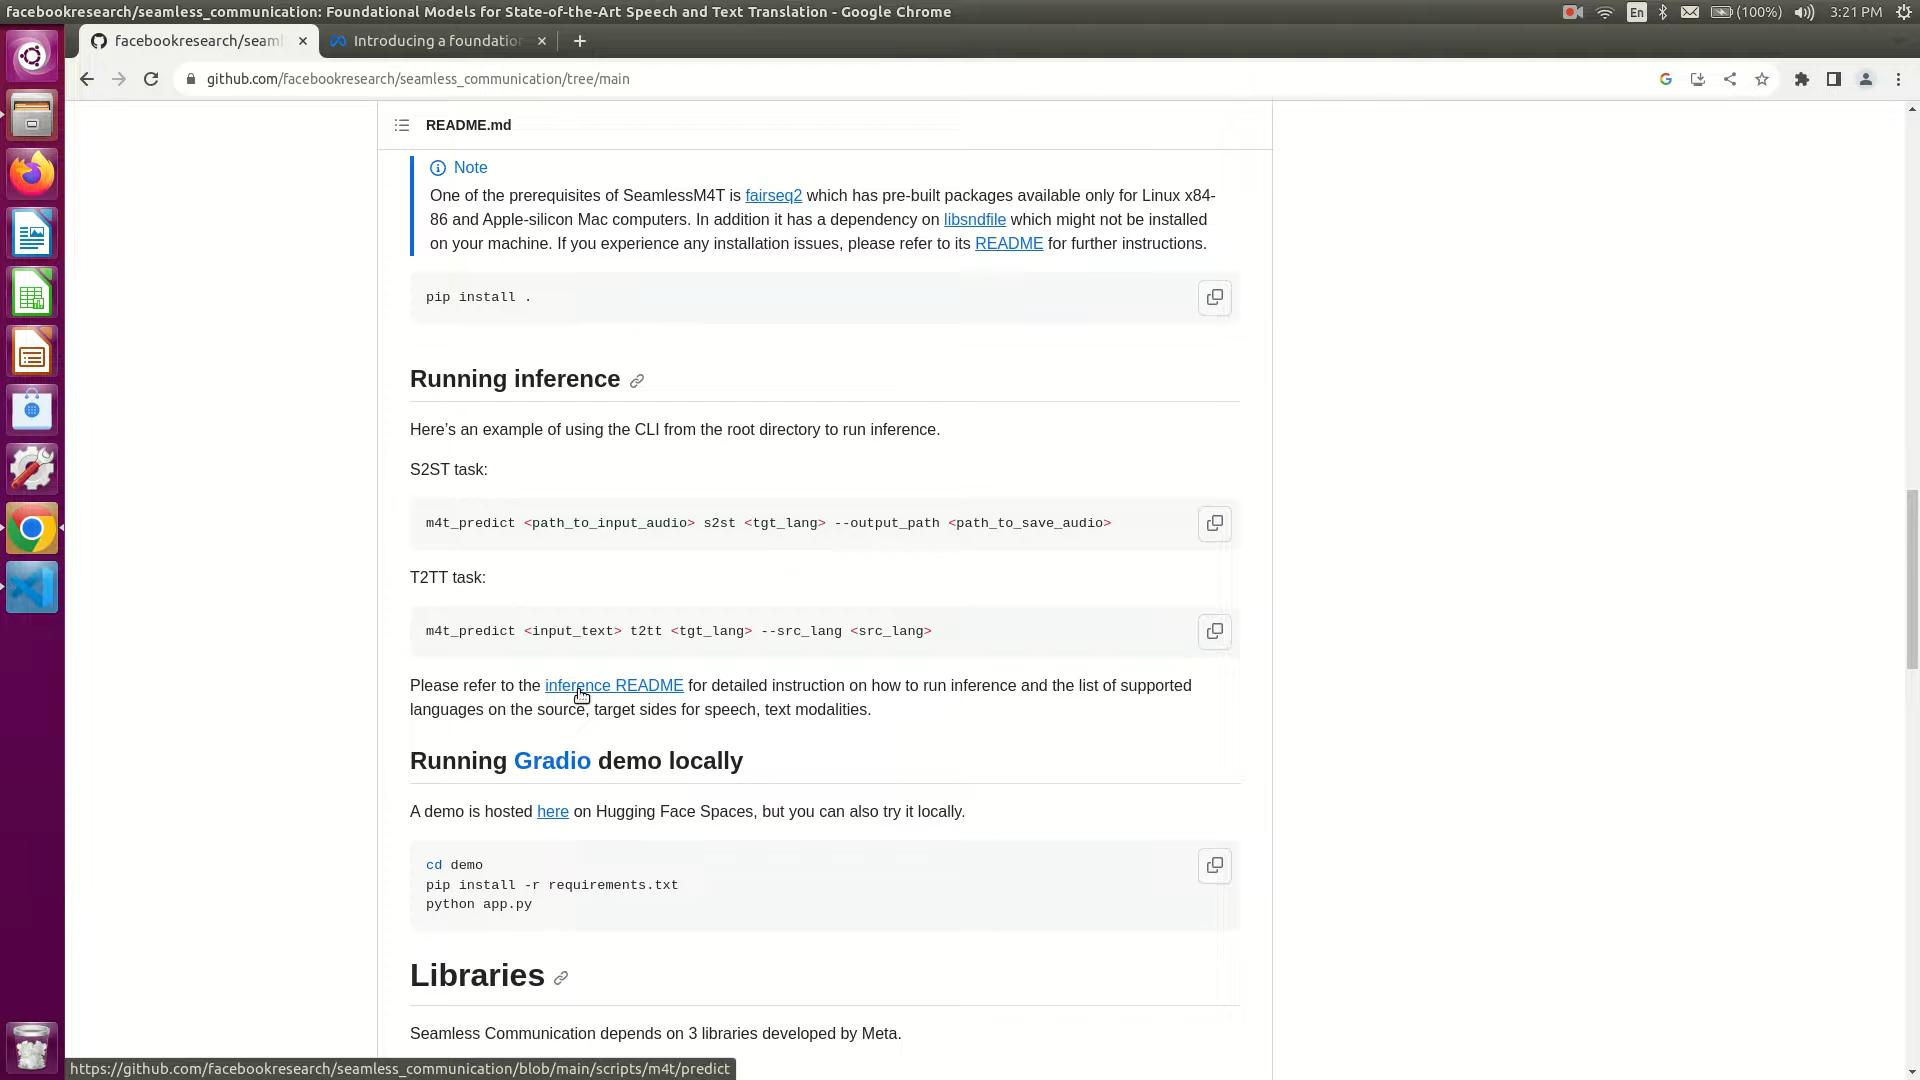 facebookresearch/seamless_communication: Foundational Models for State-of-the-Art Speech and Text Translation - Google Chrome
En
(100%)
3:21 PM
facebookresearch/seaml
Introducing a foundation
github.com/facebookresearch/seamless_communication/tree/main
README.md
Note
One of the prerequisites of SeamlessM4T is fairseq2 which has pre-built packages available only for Linux x84-
86 and Apple-silicon Mac computers. In addition it has a dependency on libsndfile which might not be installed
on your machine. If you experience any installation issues, please refer to its README for further instructions.
pip install .
Running inference
Here’s an example of using the CLI from the root directory to run inference.
S2ST task:
m4t_predict <path_to_input_audio> s2st <tgt_lang> --output_path <path_to_save_audio>
T2TT task:
m4t_predict <input_text> t2tt <tgt_lang> --src_lang <src_lang>
Please refer to the inference README for detailed instruction on how to run inference and the list of supported
languages on the source, target sides for speech, text modalities.
Running Gradio demo locally
A demo is hosted here on Hugging Face Spaces, but you can also try it locally.
cd demo
pip install -r requirements.txt
python app.py
Libraries
Seamless Communication depends on 3 libraries developed by Meta.
https://github.com/facebookresearch/seamless_communication/blob/main/scripts/m4t/predict